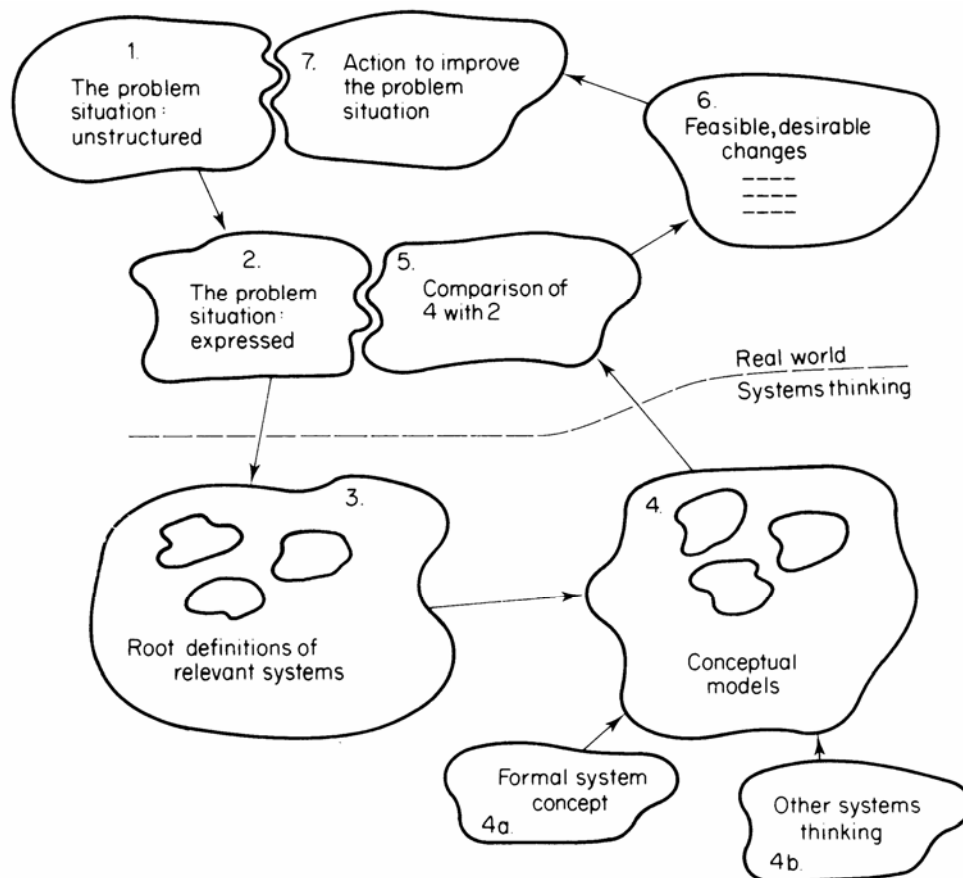 1.
The problem
situation:
unstructured
7. Action to improve
the problem
situation
6.
Feasible, desirable
changes
2.
The problem
situation:
expressed
5.
Comparison of
4 with 2
Real world
Systems thinking
3.
Root definitions of
relevant systems
4.
Conceptual
models
Formal system
concept
4a.
Other systems
thinking
4b.